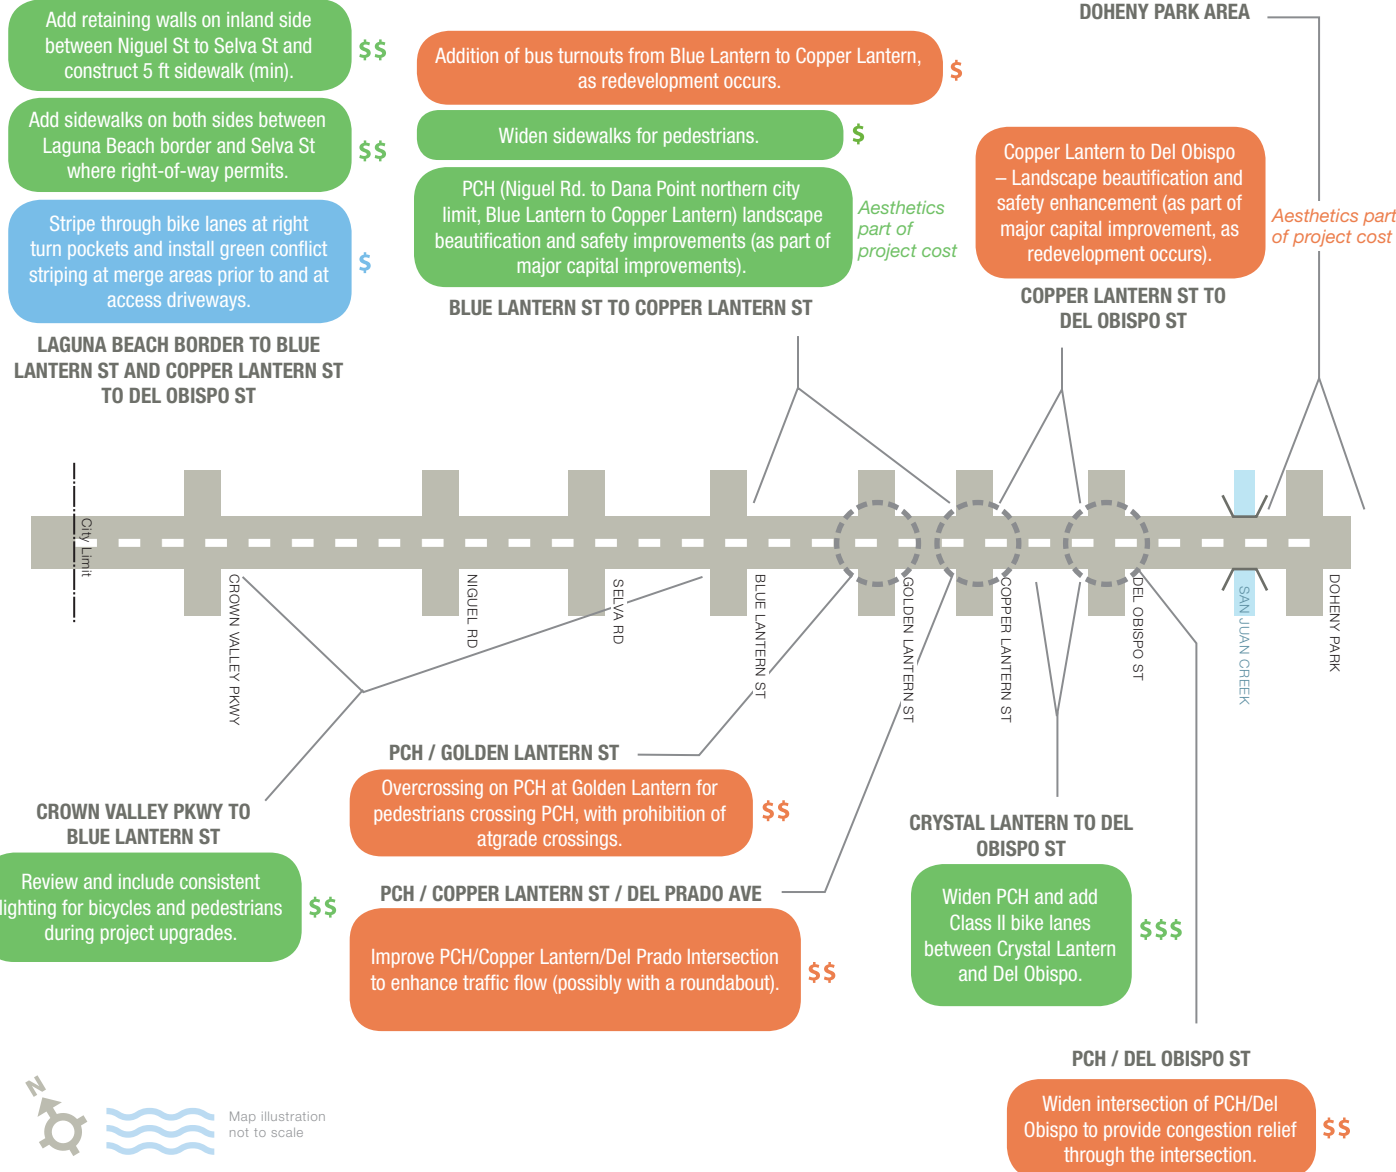 Add retaining walls on inland side
between Niguel St to Selva St and
construct 5 ft sidewalk (min).
$$
Add sidewalks on both sides between
Laguna Beach border and Selva St
where right-of-way permits.
$$
Stripe through bike lanes at right
turn pockets and install green conflict
striping at merge areas prior to and at
access driveways.
$
LAGUNA BEACH BORDER TO BLUE
LANTERN ST AND COPPER LANTERN ST
TO DEL OBISPO ST
Addition of bus turnouts from Blue Lantern to Copper Lantern,
as redevelopment occurs.
$
Widen sidewalks for pedestrians.
$
PCH (Niguel Rd. to Dana Point northern city
limit, Blue Lantern to Copper Lantern) landscape
beautification and safety improvements (as part of
major capital improvements).
Aesthetics
part of
project cost
BLUE LANTERN ST TO COPPER LANTERN ST
Copper Lantern to Del Obispo
– Landscape beautification and
safety enhancement (as part of
major capital improvement, as
redevelopment occurs).
Aesthetics part
of project cost
COPPER LANTERN ST TO
DEL OBISPO ST
DOHENY PARK AREA
City Limit
CROWN VALLEY PKWY
NIGUEL RD
SELVA RD
BLUE LANTERN ST
GOLDEN LANTERN ST
COPPER LANTERN ST
DEL OBISPO ST
SAN JUAN CREEK
DOHENY PARK
CROWN VALLEY PKWY TO
BLUE LANTERN ST
Review and include consistent
lighting for bicycles and pedestrians
during project upgrades.
$$
PCH / GOLDEN LANTERN ST
Overcrossing on PCH at Golden Lantern for
pedestrians crossing PCH, with prohibition of
atgrade crossings.
$$
PCH / COPPER LANTERN ST / DEL PRADO AVE
Improve PCH/Copper Lantern/Del Prado Intersection
to enhance traffic flow (possibly with a roundabout).
$$
CRYSTAL LANTERN TO DEL
OBISPO ST
Widen PCH and add
Class II bike lanes
between Crystal Lantern
and Del Obispo.
$$$
PCH / DEL OBISPO ST
Widen intersection of PCH/Del
Obispo to provide congestion relief
through the intersection.
$$
N
Map illustration
not to scale